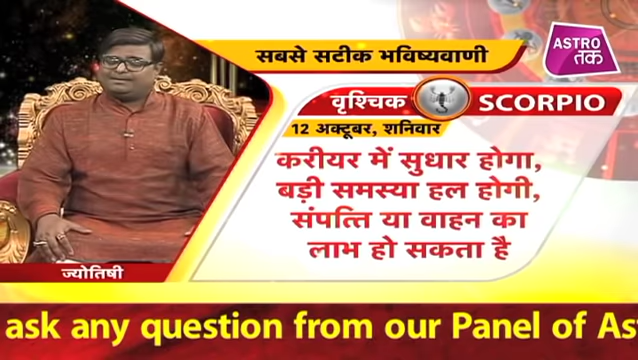 सबसे सटीक भविष्यवाणी
ASTRO
तक
वृश्चिक SCORPIO
12 अक्टूबर, शनिवार
करीयर में सुधार होगा,
बड़ी समस्या हल होगी,
संपत्ति या वाहन का
लाभ हो सकता है
ज्योतिषी
ask any question from our Panel of As